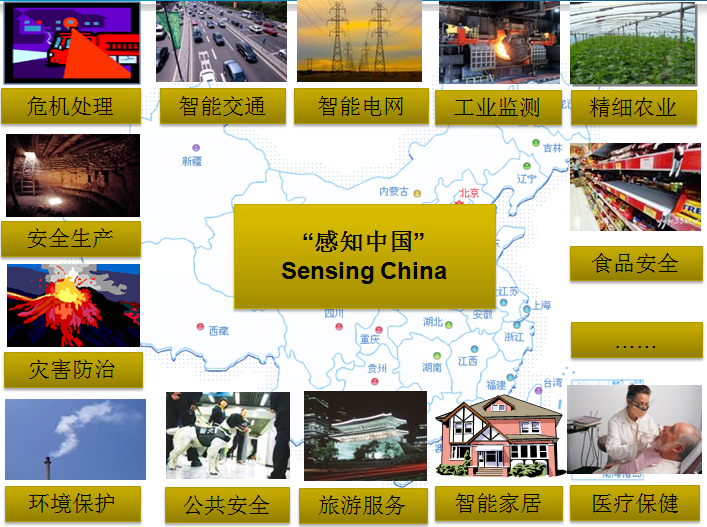 危机处理
智能交通
智能电网
工业监测
精细农业
新疆
吉林
辽宁
内蒙古
北京
安全生产
“感知中国”
Sensing China
食品安全
江苏
上海
安徽
浙江
西藏
四川
重庆
湖北
……
灾害防治
贵州
湖南
江西
福建
台湾
环境保护
公共安全
旅游服务
智能家居
医疗保健